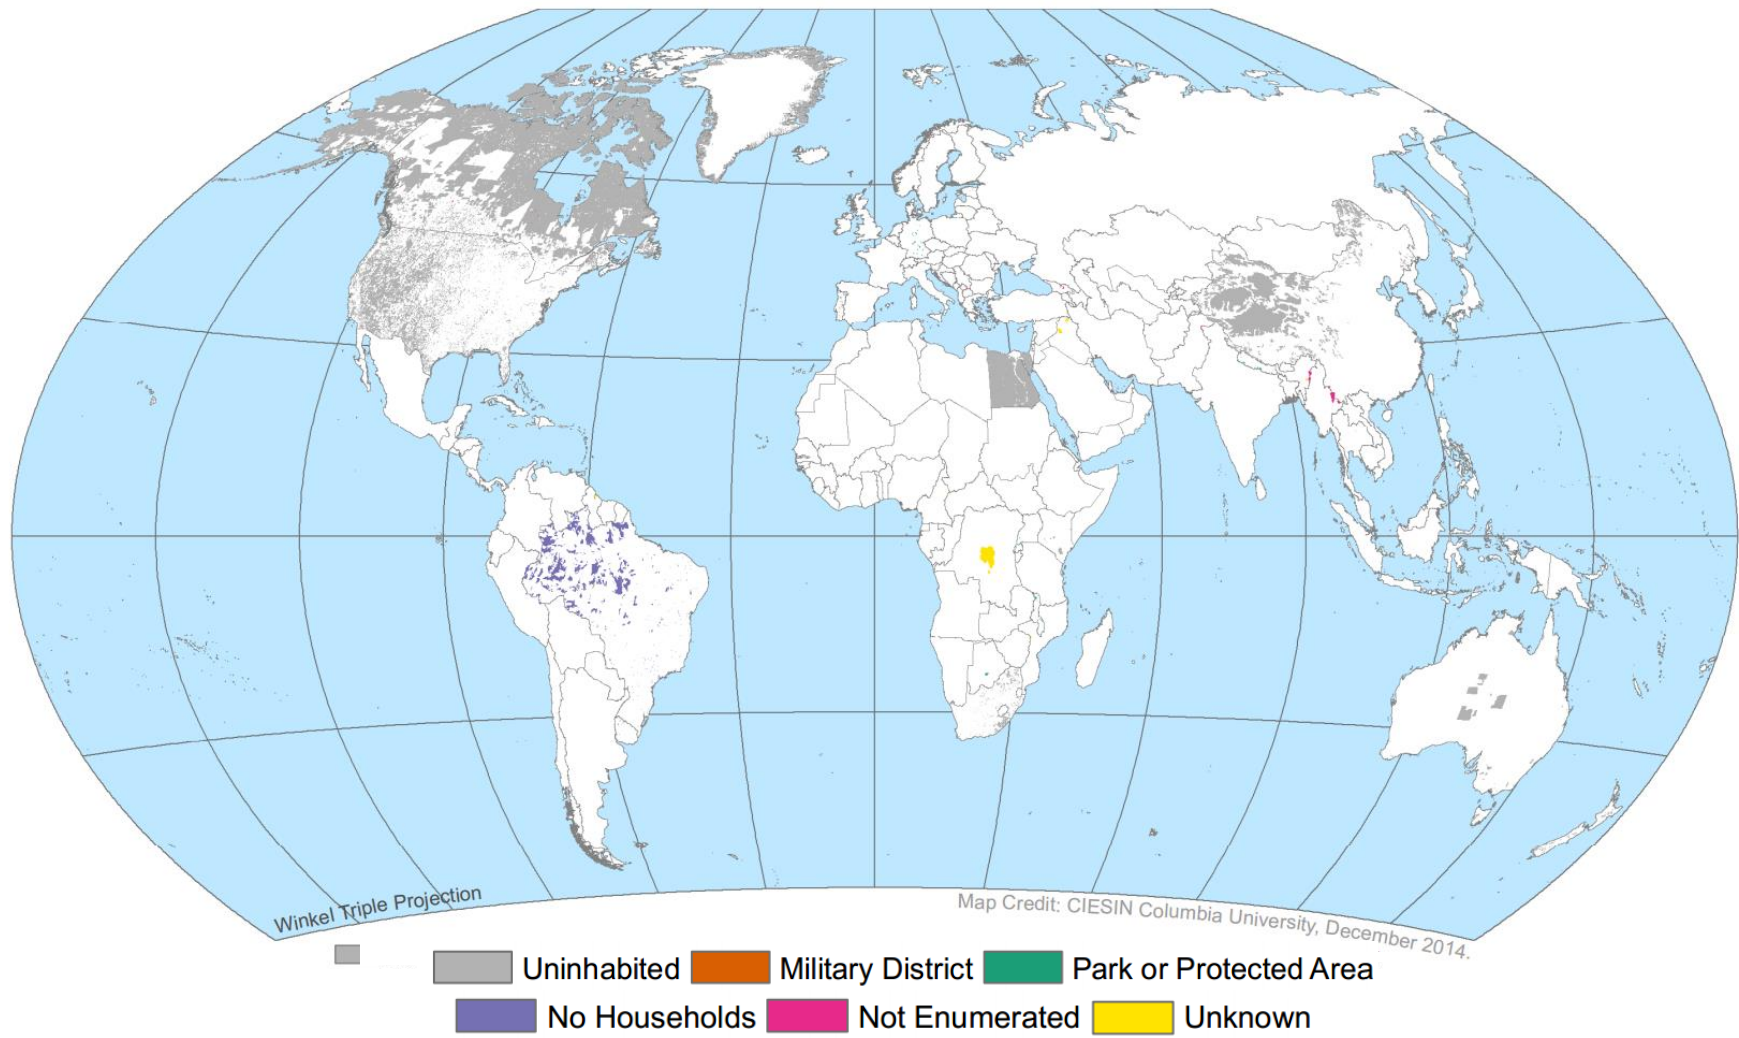 Winkel Triple Projection
Map Credit: CIESIN Columbia University, December 2014.
Uninhabited Military District Park or Protected Area
No Households Not Enumerated Unknown